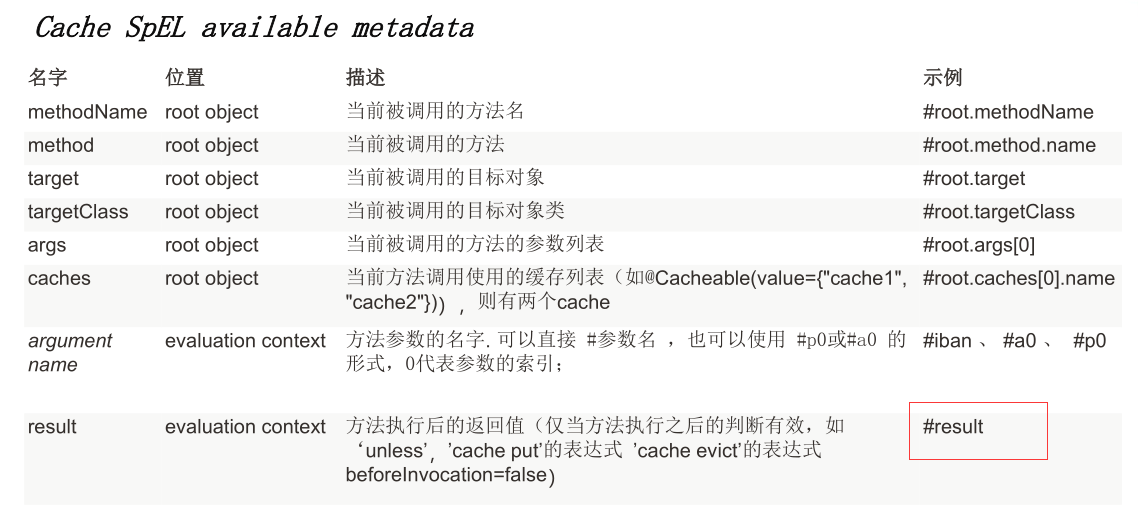 Cache SpEL available metadata
名字 位置 描述 示例
methodName root object 当前被调用的方法名 #root.methodName
method root object 当前被调用的方法 #root.method.name
target root object 当前被调用的目标对象 #root.target
targetClass root object 当前被调用的目标对象类 #root.targetClass
args root object 当前被调用的方法的参数列表 #root.args[0]
caches root object 当前方法调用使用的缓存列表（如@Cacheable(value={"cache1", #root.caches[0].name
"cache2"})），则有两个cache
argument evaluation context 方法参数的名字. 可以直接 #参数名 ，也可以使用 #p0或#a0 的 #iban 、 #a0 、 #p0
name 形式，0代表参数的索引；
result evaluation context 方法执行后的返回值（仅当方法执行之后的判断有效，如 #result
‘unless’，’cache put’的表达式 ’cache evict’的表达式
beforeInvocation=false）